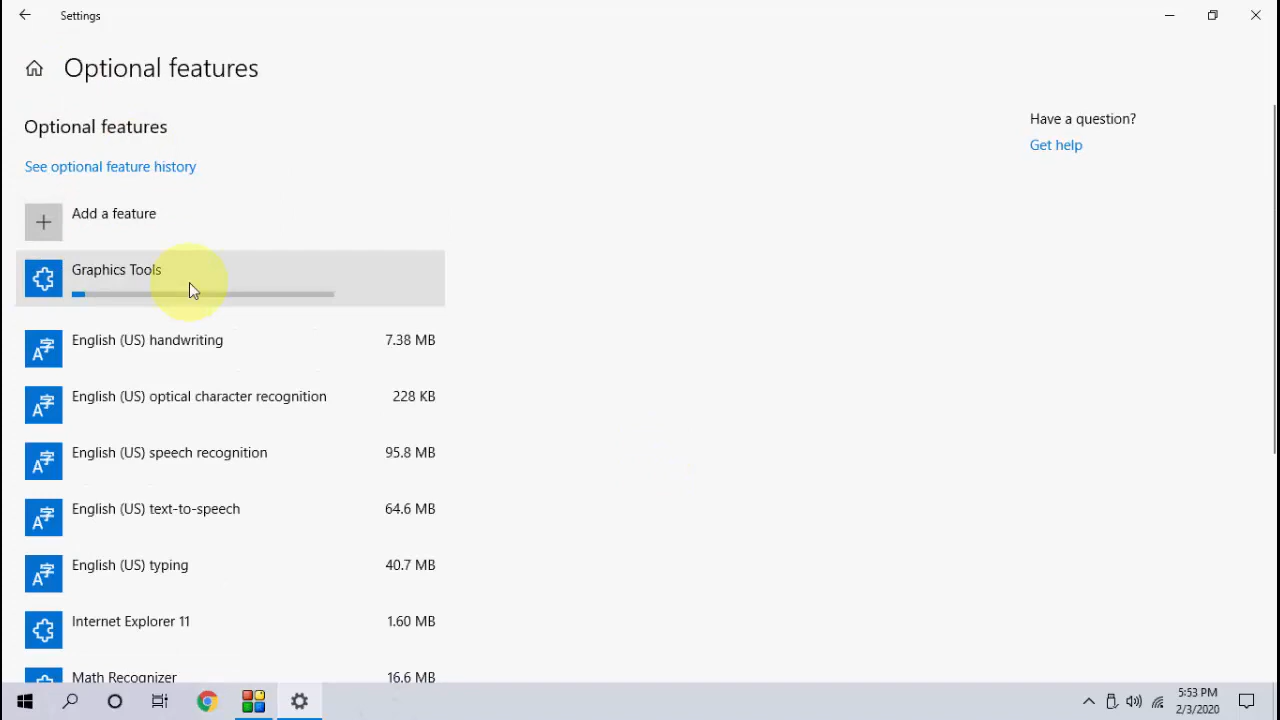 Settings
Optional features
Have a question?
Get help
Optional features
See optional feature history
Add a feature
Graphics Tools
English (US) handwriting 7.38 MB
English (US) optical character recognition 228 KB
English (US) speech recognition 95.8 MB
English (US) text-to-speech 64.6 MB
English (US) typing 40.7 MB
Internet Explorer 11 1.60 MB
Math Recognizer 16.6 MB
5:53 PM
2/3/2020